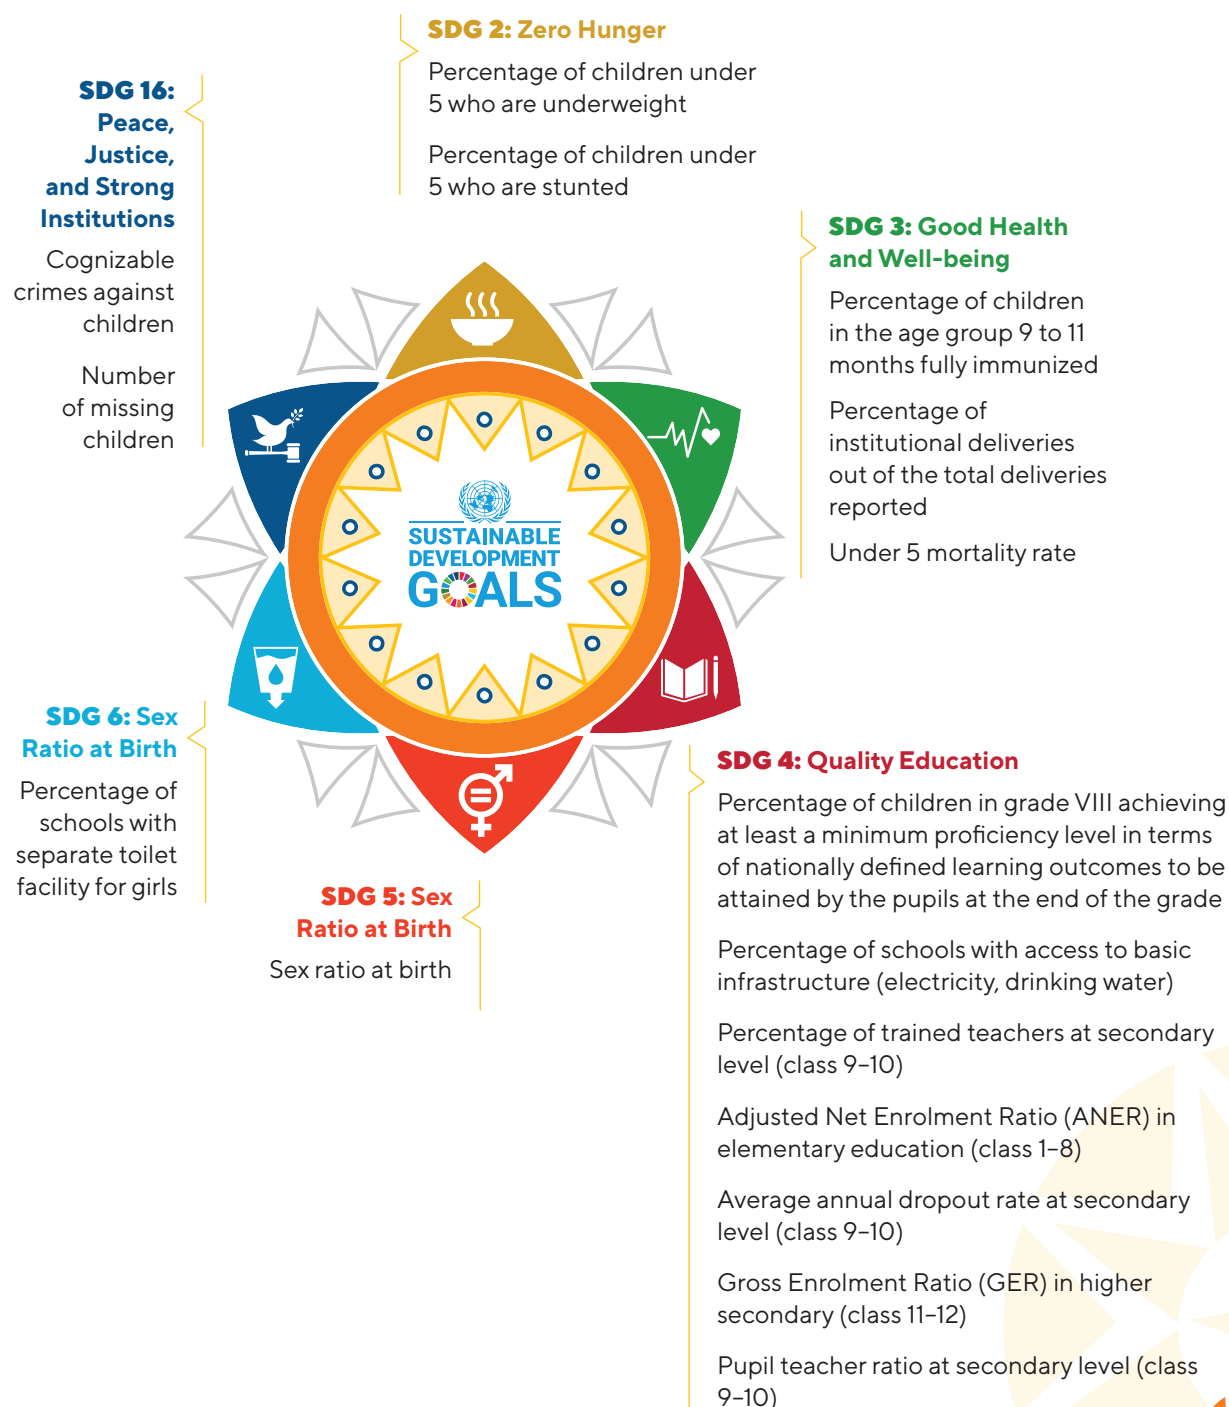 SDG 2: Zero Hunger
Percentage of children under
5 who are underweight
Percentage of children under
5 who are stunted
SDG 16:
Peace,
Justice,
and Strong
Institutions
Cognizable
crimes against
children
Number
of missing
children
SDG 3: Good Health
and Well-being
Percentage of children
in the age group 9 to 11
months fully immunized
Percentage of
institutional deliveries
out of the total deliveries
reported
Under 5 mortality rate
SUSTAINABLE
DEVELOPMENT
GOALS
SDG 6: Sex
Ratio at Birth
Percentage of
schools with
separate toilet
facility for girls
SDG 5: Sex
Ratio at Birth
Sex ratio at birth
SDG 4: Quality Education
Percentage of children in grade VIII achieving
at least a minimum proficiency level in terms
of nationally defined learning outcomes to be
attained by the pupils at the end of the grade
Percentage of schools with access to basic
infrastructure (electricity, drinking water)
Percentage of trained teachers at secondary
level (class 9–10)
Adjusted Net Enrolment Ratio (ANER) in
elementary education (class 1–8)
Average annual dropout rate at secondary
level (class 9–10)
Gross Enrolment Ratio (GER) in higher
secondary (class 11–12)
Pupil teacher ratio at secondary level (class
9–10)